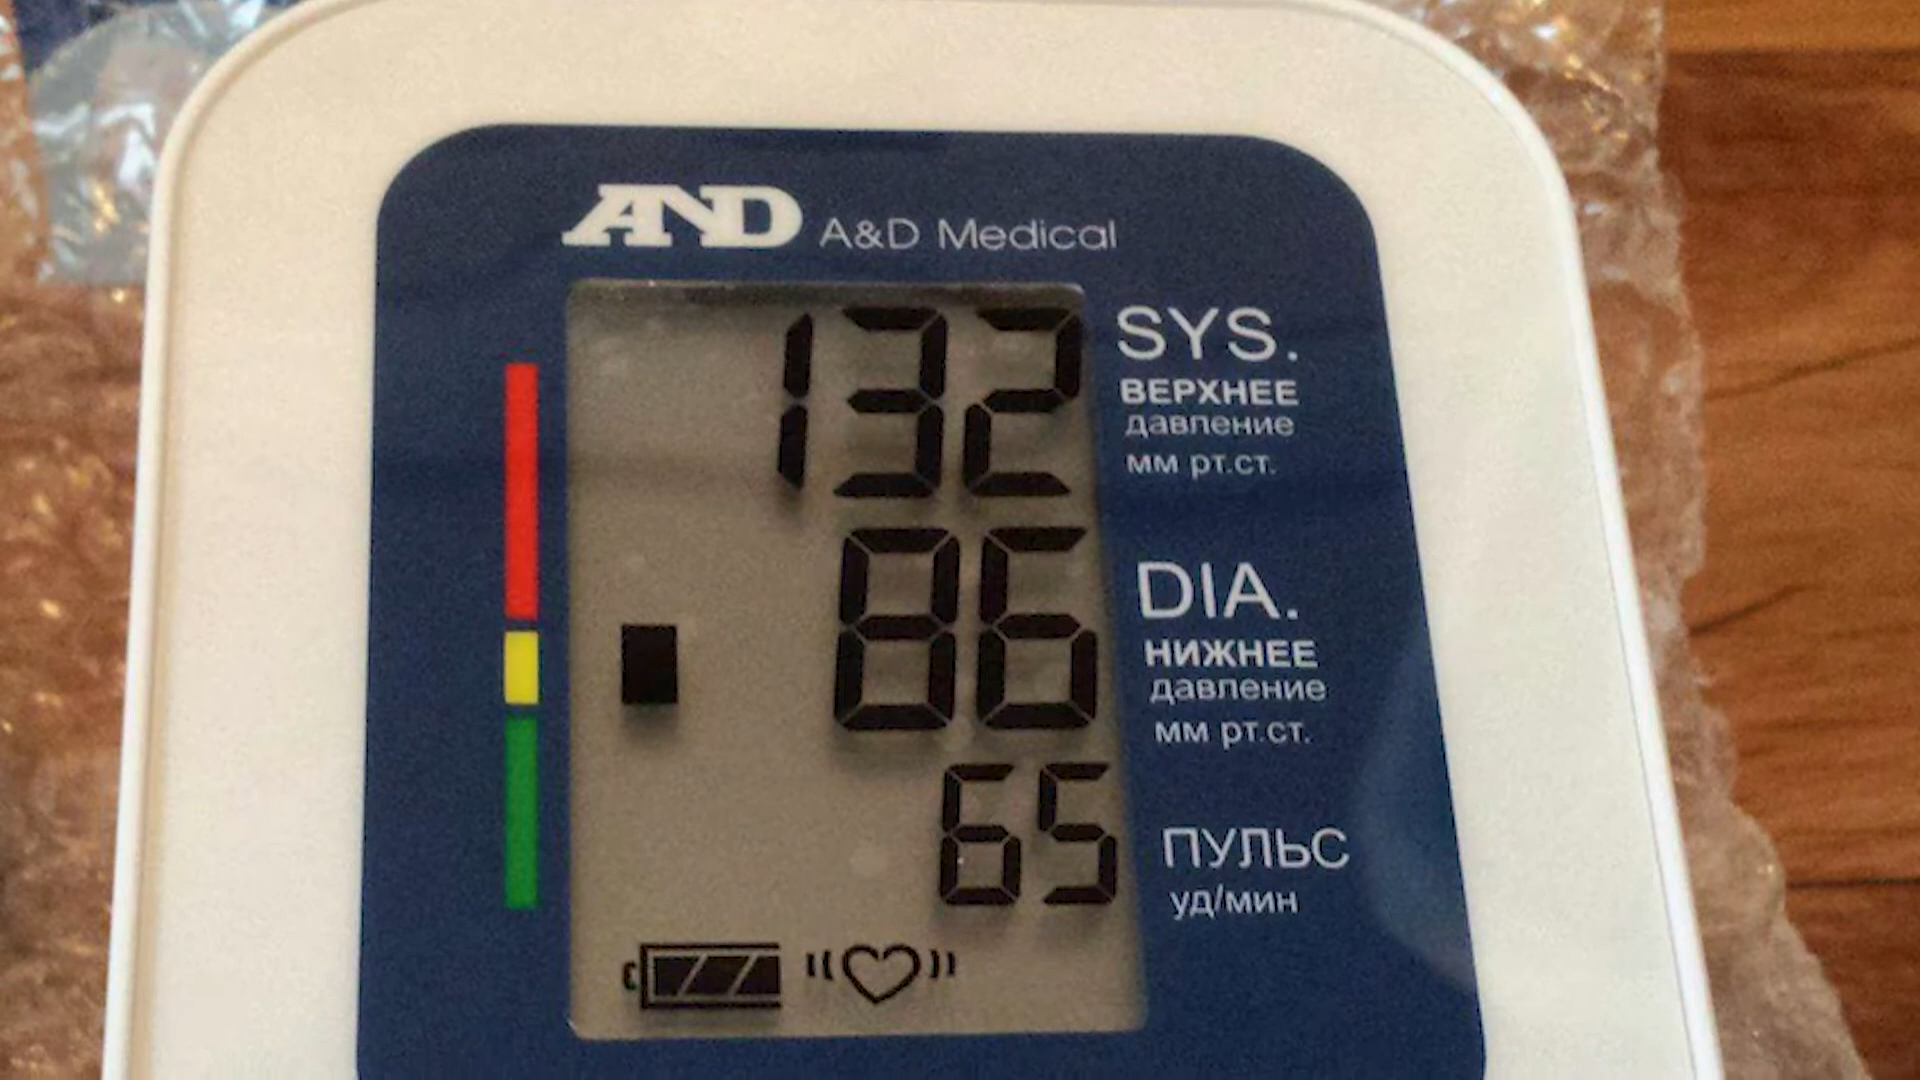 AND A&D Medical
132
SYS.
ВЕРХНЕЕ
давление
мм рт.ст.
86
DIA.
НИЖНЕЕ
давление
мм рт.ст.
65
ПУЛЬС
уд/мин